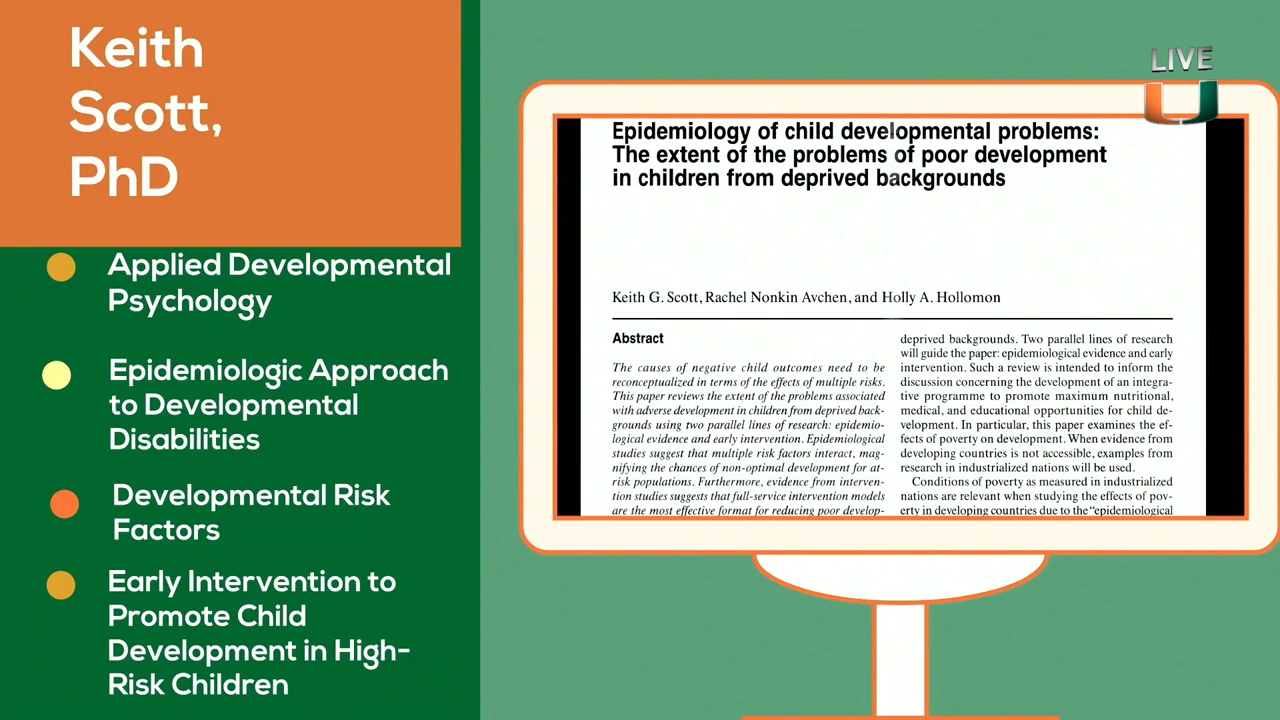 Keith
Scott,
PhD
Applied Developmental
Psychology
Epidemiologic Approach
to Developmental
Disabilities
Developmental Risk
Factors
Early Intervention to
Promote Child
Development in High-
Risk Children
LIVE
U
Epidemiology of child developmental problems:
The extent of the problems of poor development
in children from deprived backgrounds
Keith G. Scott, Rachel Nonkin Avchen, and Holly A. Hollomon
Abstract
The causes of negative child outcomes need to be
reconceptualized in terms of the effects of multiple risks.
This paper reviews the extent of the problems associated
with adverse development in children from deprived back-
grounds using two parallel lines of research: epidemio-
logical evidence and early intervention. Epidemiological
studies suggest that multiple risk factors interact, mag-
nifying the chances of non-optimal development for at-
risk populations. Furthermore, evidence from interven-
tion studies suggests that full-service intervention models
are the most effective format for reducing poor develop-
deprived backgrounds. Two parallel lines of research
will guide the paper: epidemiological evidence and early
intervention. Such a review is intended to inform the
discussion concerning the development of an integra-
tive programme to promote maximum nutritional,
medical, and educational opportunities for child de-
velopment. In particular, this paper examines the ef-
fects of poverty on development. When evidence from
developing countries is not accessible, examples from
research in industrialized nations will be used.
Conditions of poverty as measured in industrialized
nations are relevant when studying the effects of pov-
erty in developing countries due to the “epidemiological